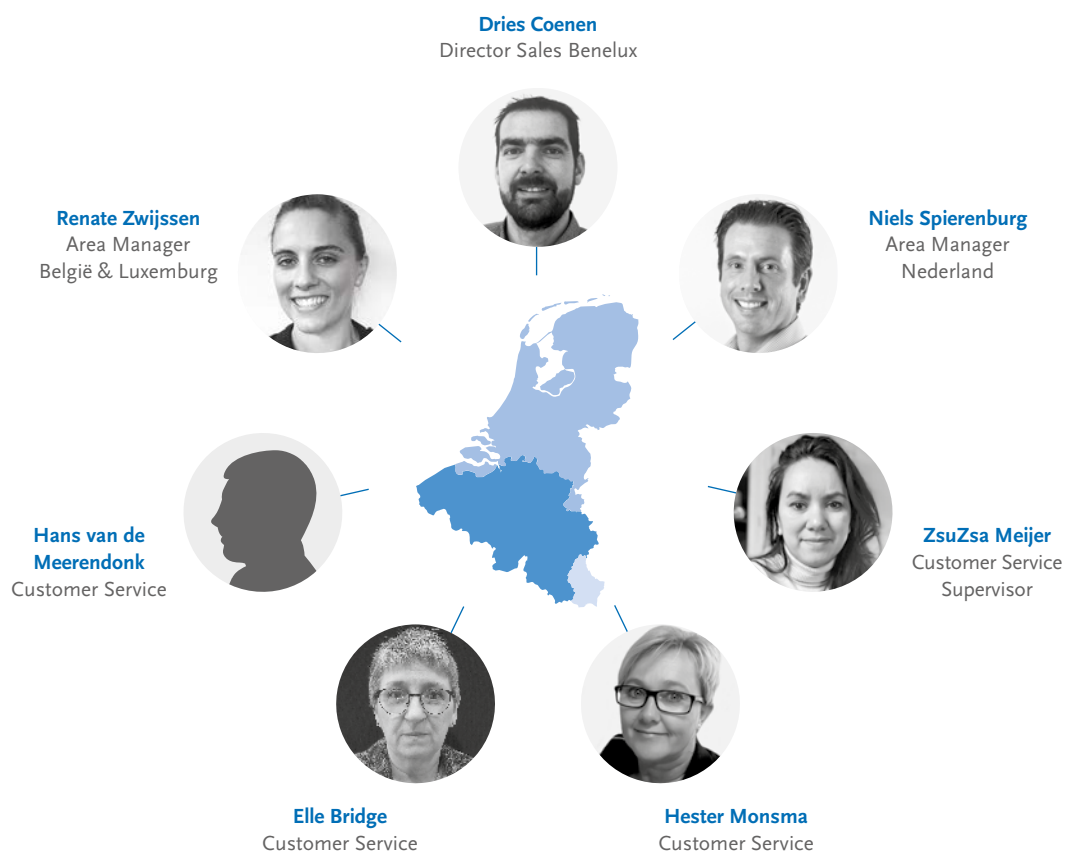 Dries Coenen
Director Sales Benelux
Renate Zwijssen
Area Manager
België & Luxemburg
Niels Spierenburg
Area Manager
Nederland
Hans van de
Meerendonk
Customer Service
ZsuZsa Meijer
Customer Service
Supervisor
Elle Bridge
Customer Service
Hester Monsma
Customer Service